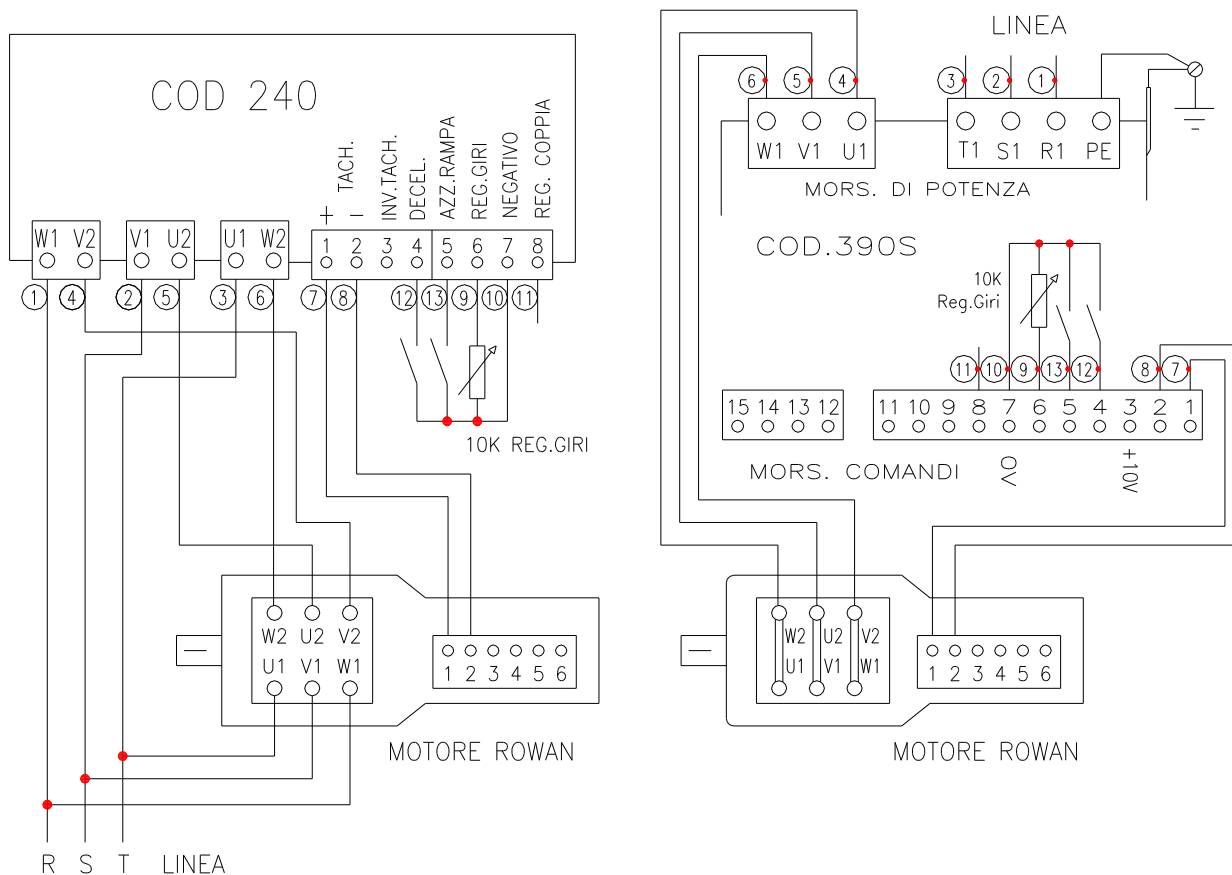 COD 240
TACH.
INV.TACH.
DECEL.
AZZ.RAMPA
REG.GIRI
NEGATIVO
REG. COPPIA
+ −
W1 V2 V1 U2 U1 W2 1 2 3 4 5 6 7 8
1 4 2 5 3 6 7 8 12 13 9 10 11
10K REG.GIRI
W2 U2 V2
U1 V1 W1
1 2 3 4 5 6
MOTORE ROWAN
R S T LINEA
LINEA
6 5 4 3 2 1
W1 V1 U1 T1 S1 R1 PE
MORS. DI POTENZA
COD.390S
10K
Reg.Giri
11 10 9 13 12 8 7
15 14 13 12 11 10 9 8 7 6 5 4 3 2 1
MORS. COMANDI
0V
+10V
W2 U2 V2
U1 V1 W1
1 2 3 4 5 6
MOTORE ROWAN